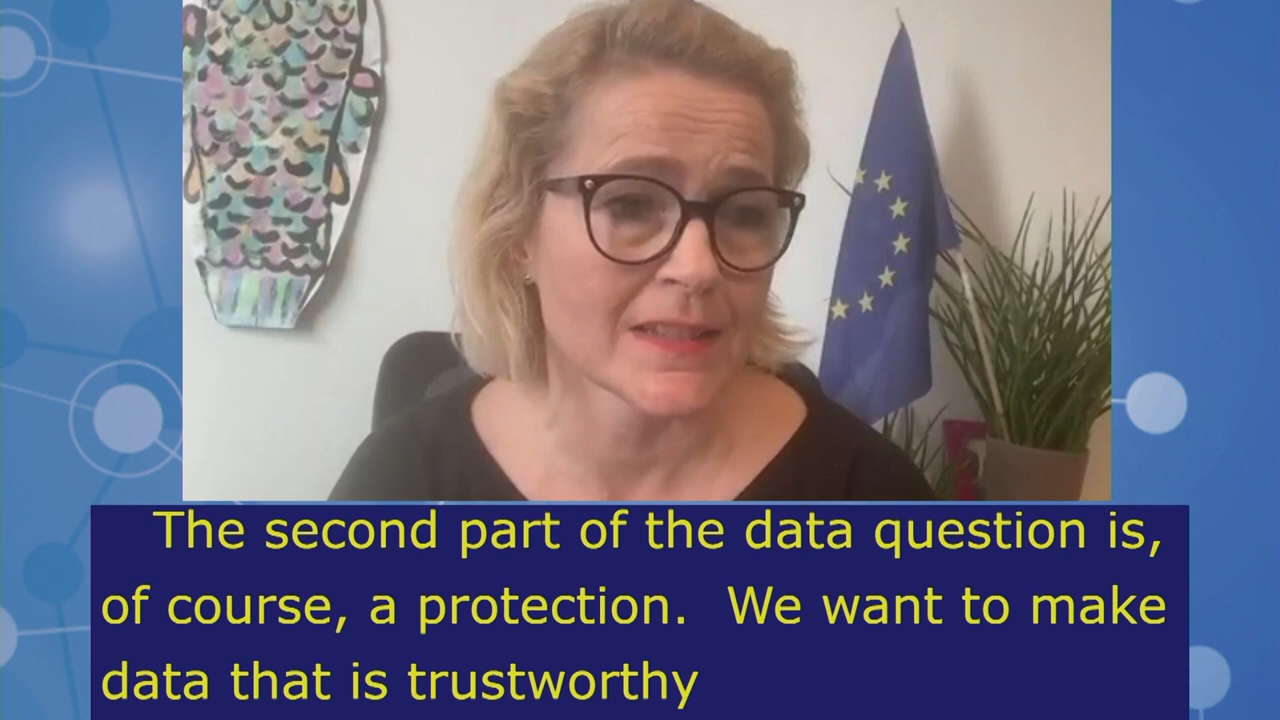 The second part of the data question is,
of course, a protection.  We want to make
data that is trustworthy